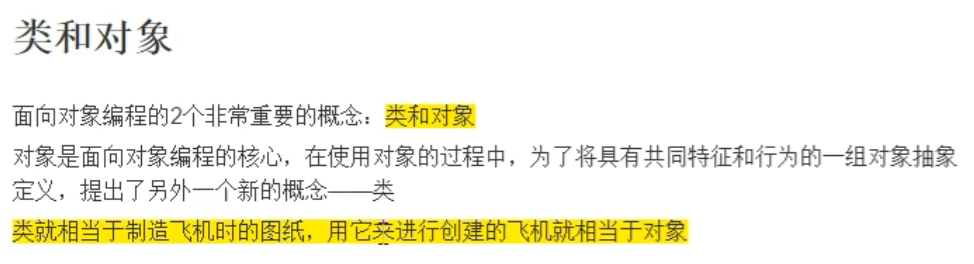 类和对象
面向对象编程的2个非常重要的概念：类和对象
对象是面向对象编程的核心，在使用对象的过程中，为了将具有共同特征和行为的一组对象抽象
定义，提出了另外一个新的概念——类
类就相当于制造飞机时的图纸，用它来进行创建的飞机就相当于对象